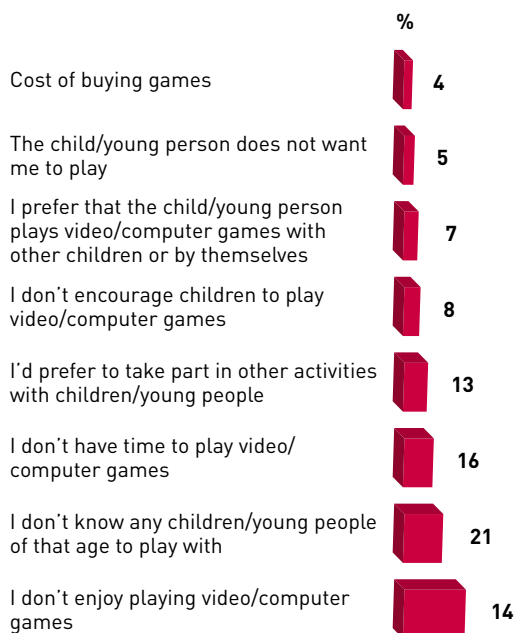 %
Cost of buying games 4
The child/young person does not want
me to play 5
I prefer that the child/young person
plays video/computer games with
other children or by themselves 7
I don't encourage children to play
video/computer games 8
I'd prefer to take part in other activities
with children/young people 13
I don't have time to play video/
computer games 16
I don't know any children/young people
of that age to play with 21
I don't enjoy playing video/computer
games 14